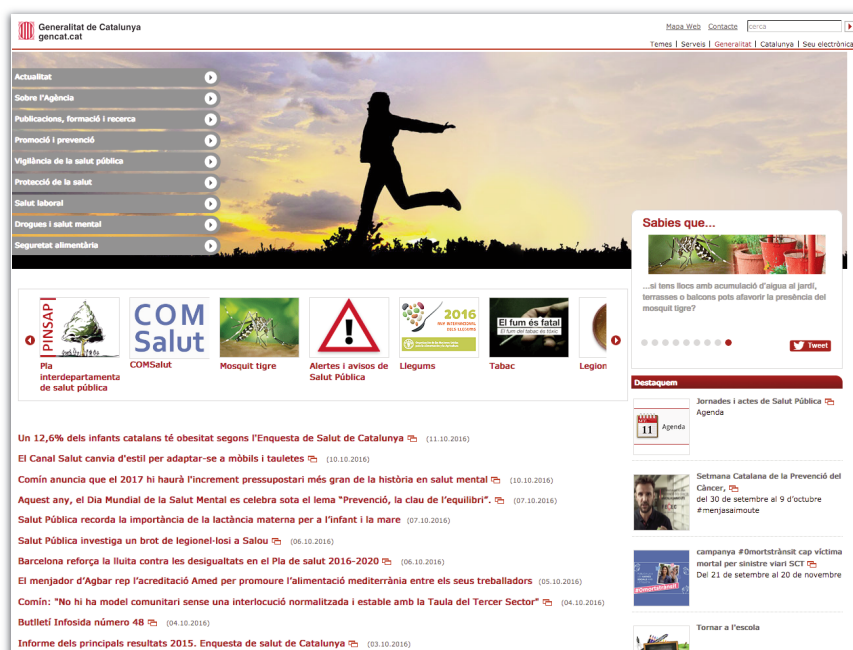 Generalitat de Catalunya
gencat.cat
Mapa Web Contacte cerca
Temes | Serveis | Generalitat | Catalunya | Seu electrònica
Actualitat
Sobre l'Agència
Publicacions, formació i recerca
Promoció i prevenció
Vigilància de la salut pública
Protecció de la salut
Salut laboral
Drogues i salut mental
Seguretat alimentària
Sabies que...
...si tens llocs amb acumulació d'aigua al jardí,
terrasses o balcons pots afavorir la presència del
mosquit tigre?
Tweet
PINSAP
COM
Salut
2016
El fum és fatal
El fum del tabac és tòxic
Pla
interdepartamenta
de salut pública
COMSalut
Mosquit tigre
Alertes i avisos de
Salut Pública
Llegums
Tabac
Legion
Destaquem
11 Agenda
Jornades i actes de Salut Pública
Agenda
Setmana Catalana de la Prevenció del
Càncer,
del 30 de setembre al 9 d'octubre
#menjasaimoute
#0mortstrànsit
campanya #0mortstrànsit cap víctima
mortal per sinistre viari SCT
Del 21 de setembre al 20 de novembre
Tornar a l'escola
Un 12,6% dels infants catalans té obesitat segons l'Enquesta de Salut de Catalunya (11.10.2016)
El Canal Salut canvia d'estil per adaptar-se a mòbils i tauletes (10.10.2016)
Comín anuncia que el 2017 hi haurà l'increment pressupostari més gran de la història en salut mental (10.10.2016)
Aquest any, el Dia Mundial de la Salut Mental es celebra sota el lema "Prevenció, la clau de l'equilibri". (07.10.2016)
Salut Pública recorda la importància de la lactància materna per a l'infant i la mare (07.10.2016)
Salut Pública investiga un brot de legionel·losi a Salou (06.10.2016)
Barcelona reforça la lluita contra les desigualtats en el Pla de salut 2016-2020 (06.10.2016)
El menjador d'Agbar rep l'acreditació Amed per promoure l'alimentació mediterrània entre els seus treballadors (05.10.2016)
Comín: "No hi ha model comunitari sense una interlocució normalitzada i estable amb la Taula del Tercer Sector" (04.10.2016)
Butlletí Infosida número 48 (04.10.2016)
Informe dels principals resultats 2015. Enquesta de salut de Catalunya (03.10.2016)